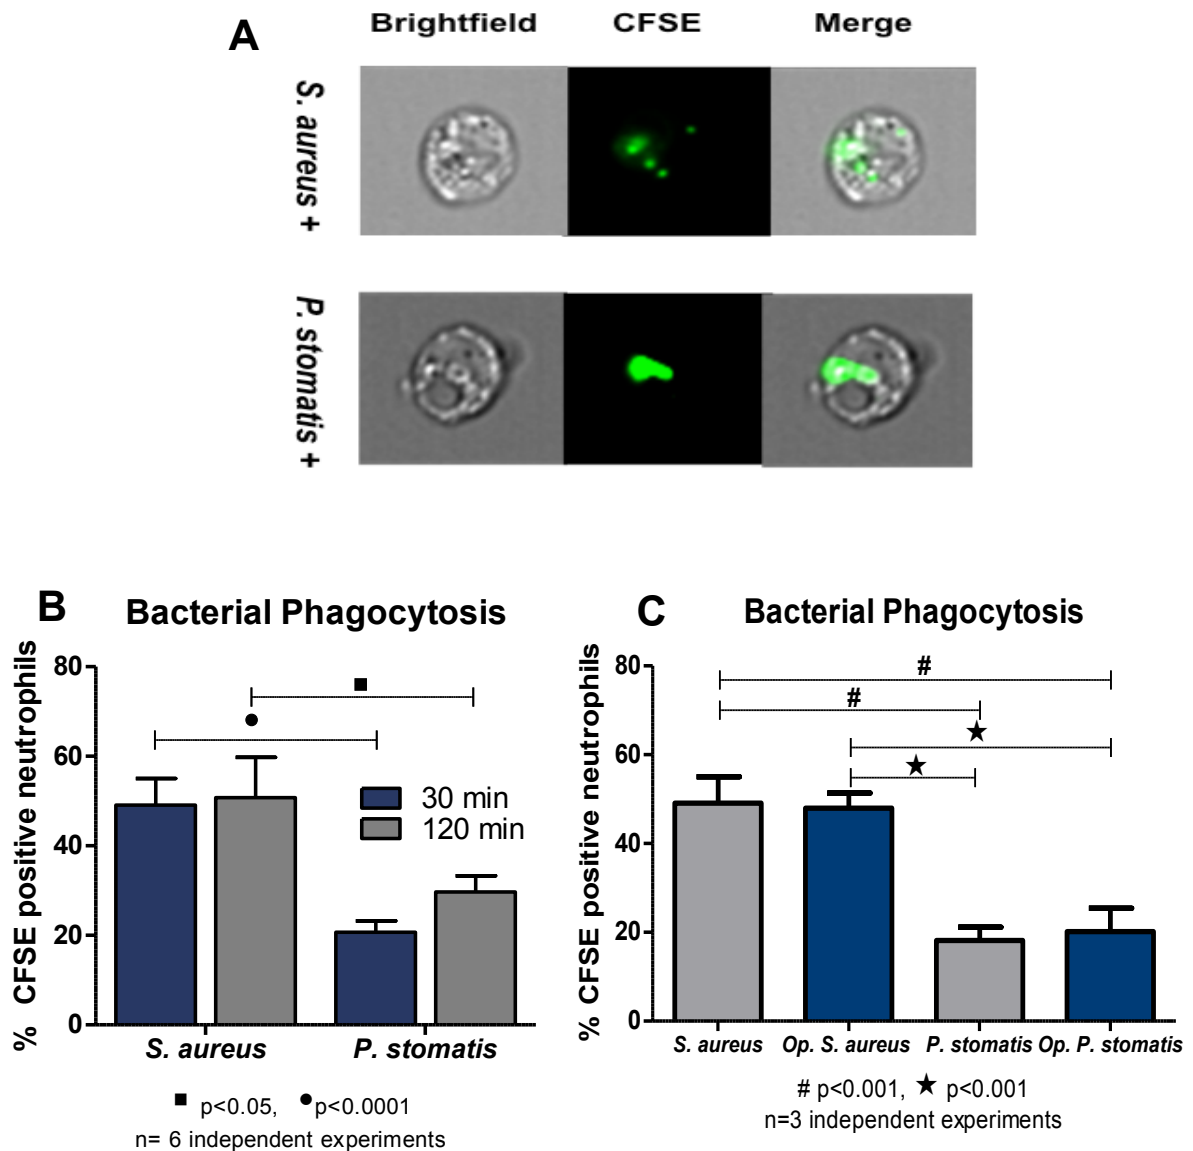 A
Brightfield CFSE Merge
S. aureus +
P. stomatis +
B
Bacterial Phagocytosis
% CFSE positive neutrophils
80
60
40
20
0
30 min
120 min
S. aureus P. stomatis
■ p<0.05, ●p<0.0001
n= 6 independent experiments
C
Bacterial Phagocytosis
% CFSE positive neutrophils
80
60
40
20
0
#
#
★
★
S. aureus Op. S. aureus P. stomatis Op. P. stomatis
# p<0.001, ★ p<0.001
n=3 independent experiments